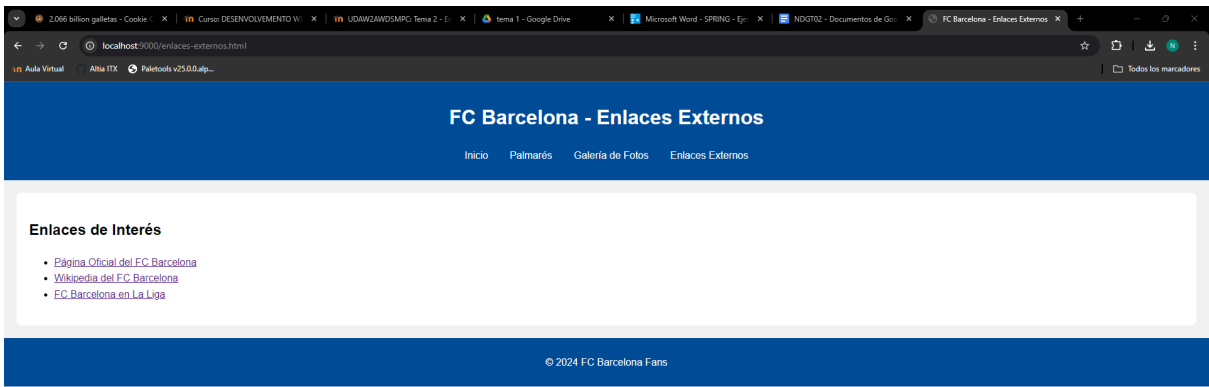 2.066 billion galletas - Cookie C
Curso: DESENVOLVEMENTO W
UDAW2AWDSMPC: Tema 2 - E
tema 1 - Google Drive
Microsoft Word - SPRING - Eje
NDGT02 - Documentos de Goo
FC Barcelona - Enlaces Externos
localhost:9000/enlaces-externos.html
N
Aula Virtual
Altia ITX
Paletools v25.0.0.alp...
Todos los marcadores
FC Barcelona - Enlaces Externos
Inicio Palmarés Galería de Fotos Enlaces Externos
Enlaces de Interés
• Página Oficial del FC Barcelona
• Wikipedia del FC Barcelona
• FC Barcelona en La Liga
© 2024 FC Barcelona Fans